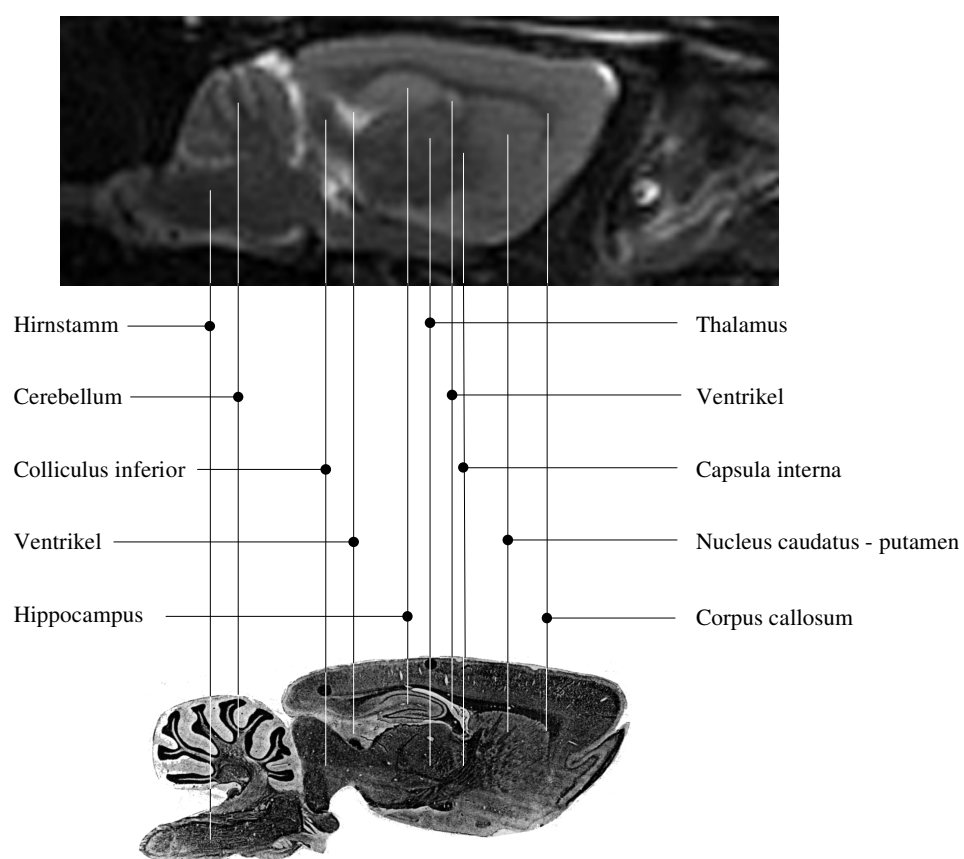 Hirnstamm
Thalamus
Cerebellum
Ventrikel
Colliculus inferior
Capsula interna
Ventrikel
Nucleus caudatus - putamen
Hippocampus
Corpus callosum